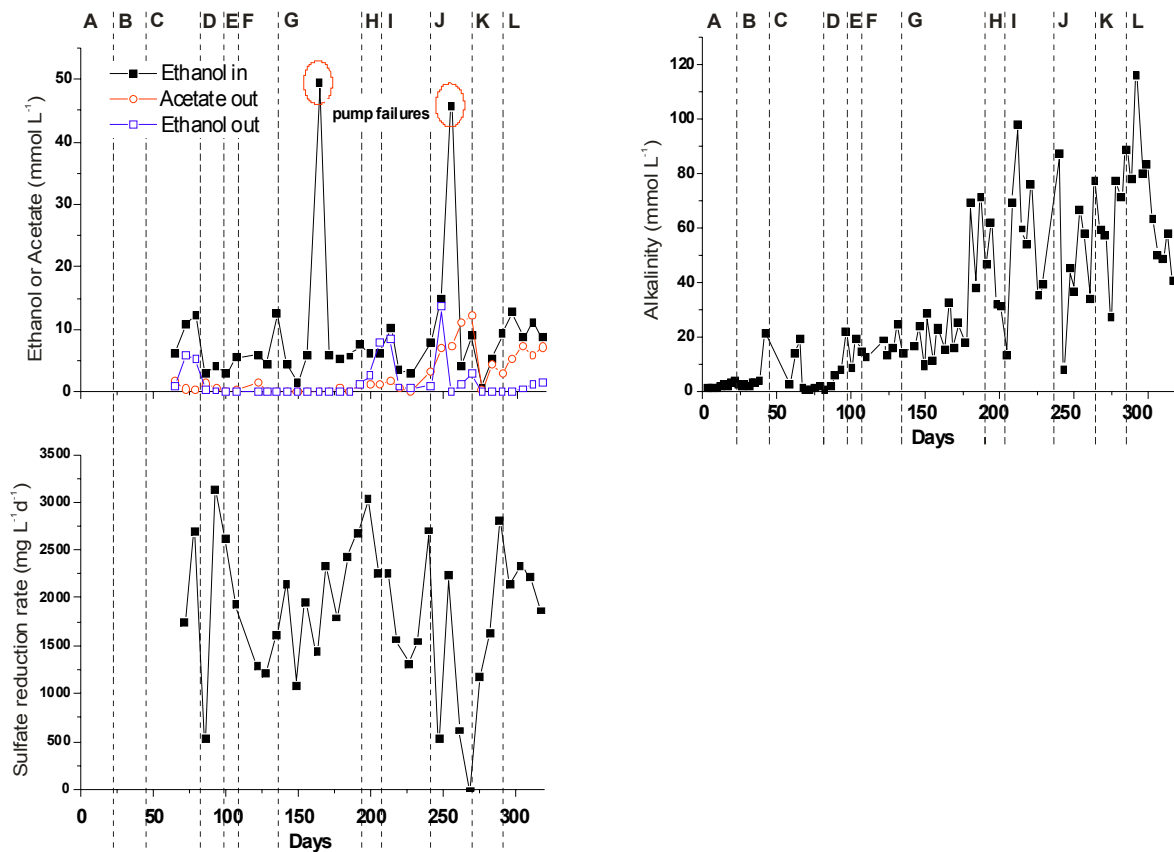 A B C D E F G H I J K L
50
40
30
20
10
0
Ethanol or Acetate (mmol L⁻¹)
Ethanol in
Acetate out
Ethanol out
pump failures
3500
3000
2500
2000
1500
1000
500
0
Sulfate reduction rate (mg L⁻¹d⁻¹)
0 50 100 150 200 250 300
Days
A B C D E F G H I J K L
120
100
80
60
40
20
0
Alkalinity (mmol L⁻¹)
0 50 100 150 200 250 300
Days